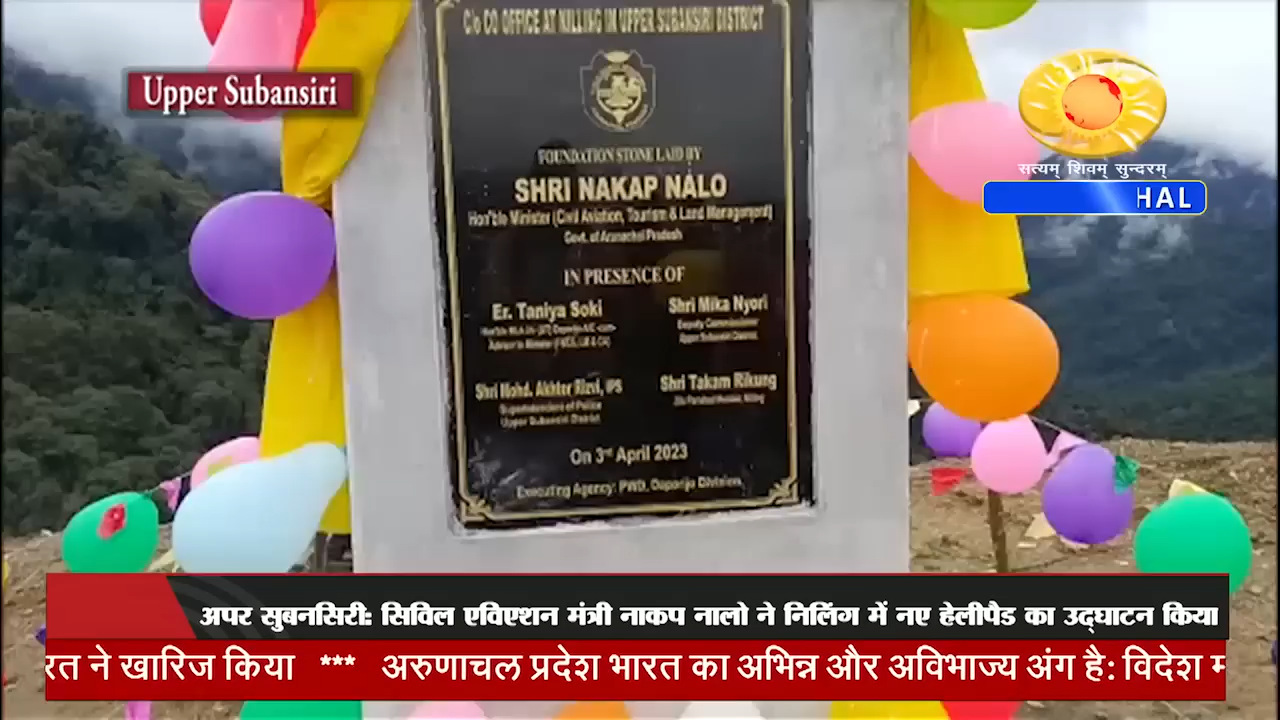 C/o CO OFFICE AT NILLING IN UPPER SUBANSIRI DISTRICT
Upper Subansiri
सत्यम् शिवम् सुन्दरम्
HAL
FOUNDATION STONE LAID BY
SHRI NAKAP NALO
Hon'ble Minister (Civil Aviation, Tourism & Land Management)
Govt. of Arunachal Pradesh
IN PRESENCE OF
Er. Taniya Soki
Shri Mika Nyori
Deputy Commissioner
Upper Subansiri District
Shri Mohd. Akhter Rizvi, IPS
Superintendent of Police
Upper Subansiri District
Shri Takam Rikung
On 3rd April 2023
Executing Agency: PWD, Daporijo Division
अपर सुबनसिरी: सिविल एविएशन मंत्री नाकप नालो ने निलिंग में नए हेलीपैड का उद्घाटन किया
रत ने खारिज किया *** अरुणाचल प्रदेश भारत का अभिन्न और अविभाज्य अंग है: विदेश म